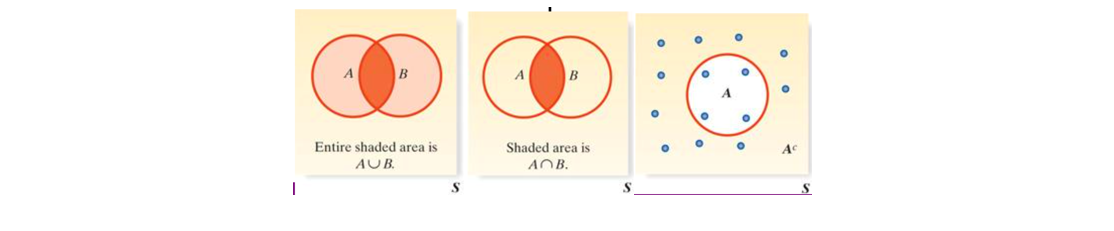 A B
Entire shaded area is
A∪B.
S
A B
Shaded area is
A∩B.
S
A
Aᶜ
S